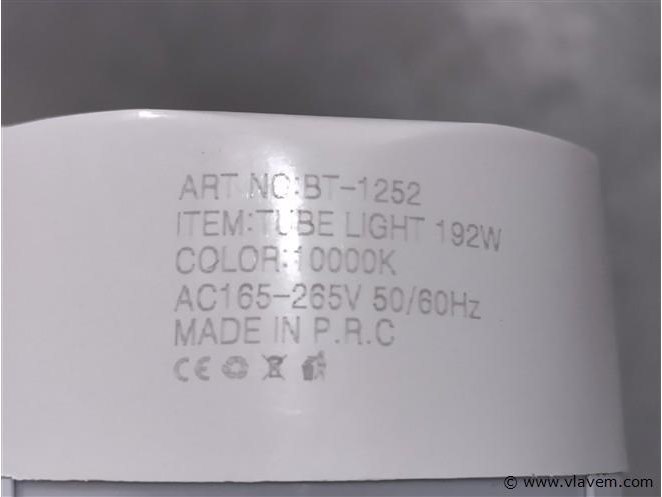 ART NO:BT-1252
ITEM:TUBE LIGHT 192W
COLOR:10000K
AC165-265V 50/60Hz
MADE IN P.R.C
CE
© www.vlavem.com